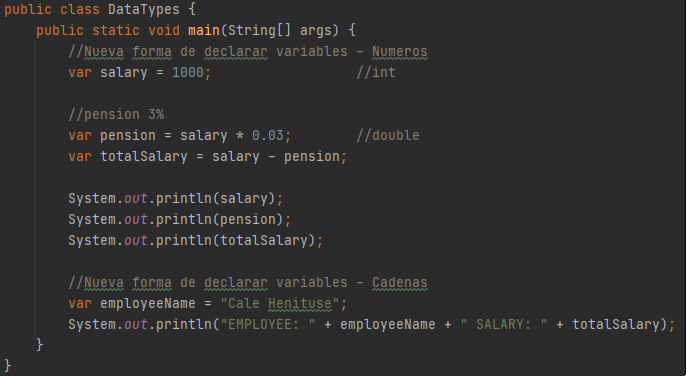 public class DataTypes {
public static void main(String[] args) {
//Nueva forma de declarar variables – Numeros
var salary = 1000; //int
//pension 3%
var pension = salary * 0.03; //double
var totalSalary = salary - pension;
System.out.println(salary);
System.out.println(pension);
System.out.println(totalSalary);
//Nueva forma de declarar variables – Cadenas
var employeeName = "Cale Henituse";
System.out.println("EMPLOYEE: " + employeeName + " SALARY: " + totalSalary);
}
}